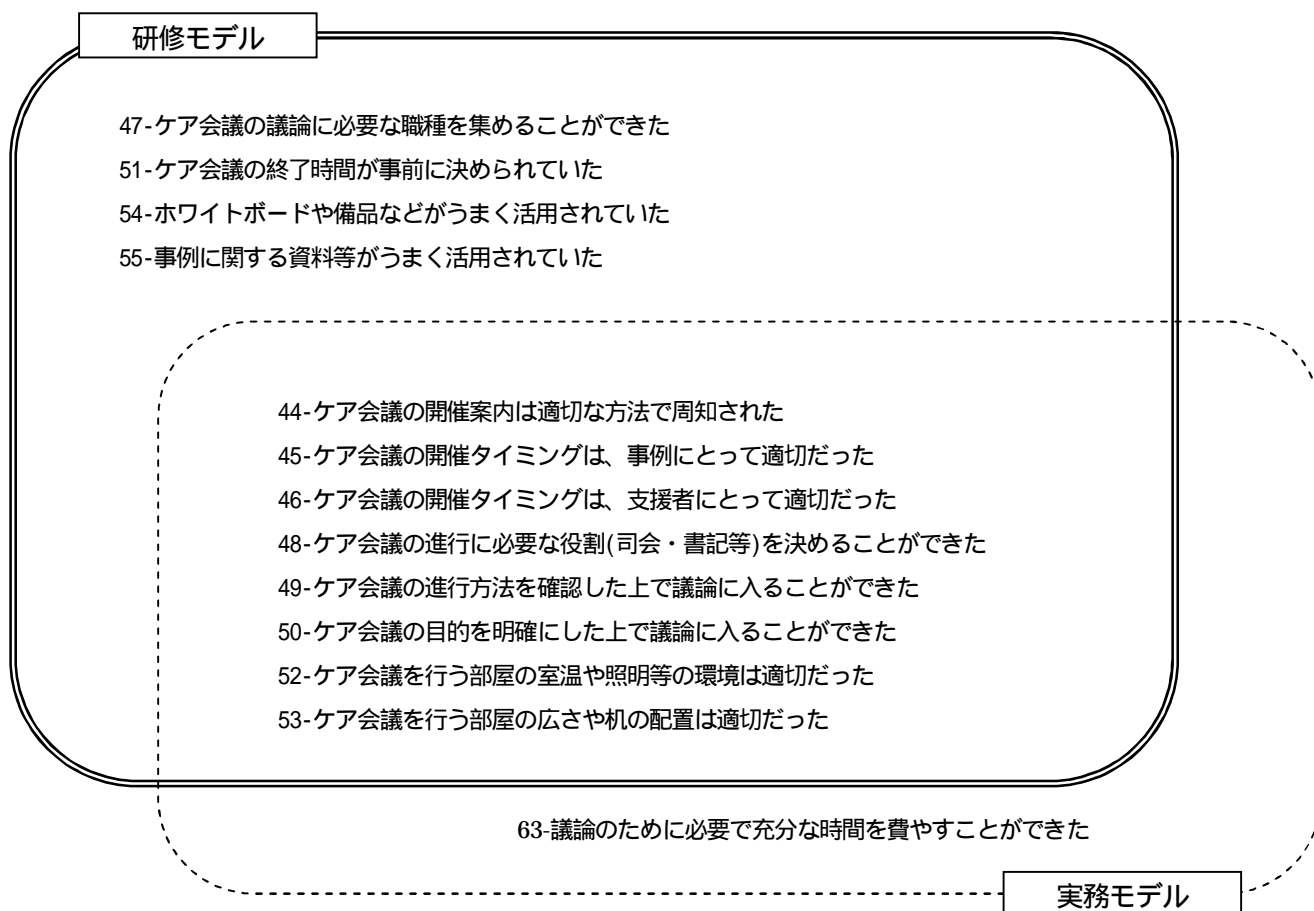 研修モデル
47-ケア会議の議論に必要な職種を集めることができた
51-ケア会議の終了時間が事前に決められていた
54-ホワイトボードや備品などがうまく活用されていた
55-事例に関する資料等がうまく活用されていた
44-ケア会議の開催案内は適切な方法で周知された
45-ケア会議の開催タイミングは、事例にとって適切だった
46-ケア会議の開催タイミングは、支援者にとって適切だった
48-ケア会議の進行に必要な役割(司会・書記等)を決めることができた
49-ケア会議の進行方法を確認した上で議論に入ることができた
50-ケア会議の目的を明確にした上で議論に入ることができた
52-ケア会議を行う部屋の室温や照明等の環境は適切だった
53-ケア会議を行う部屋の広さや机の配置は適切だった
63-議論のために必要で充分な時間を費やすことができた
実務モデル